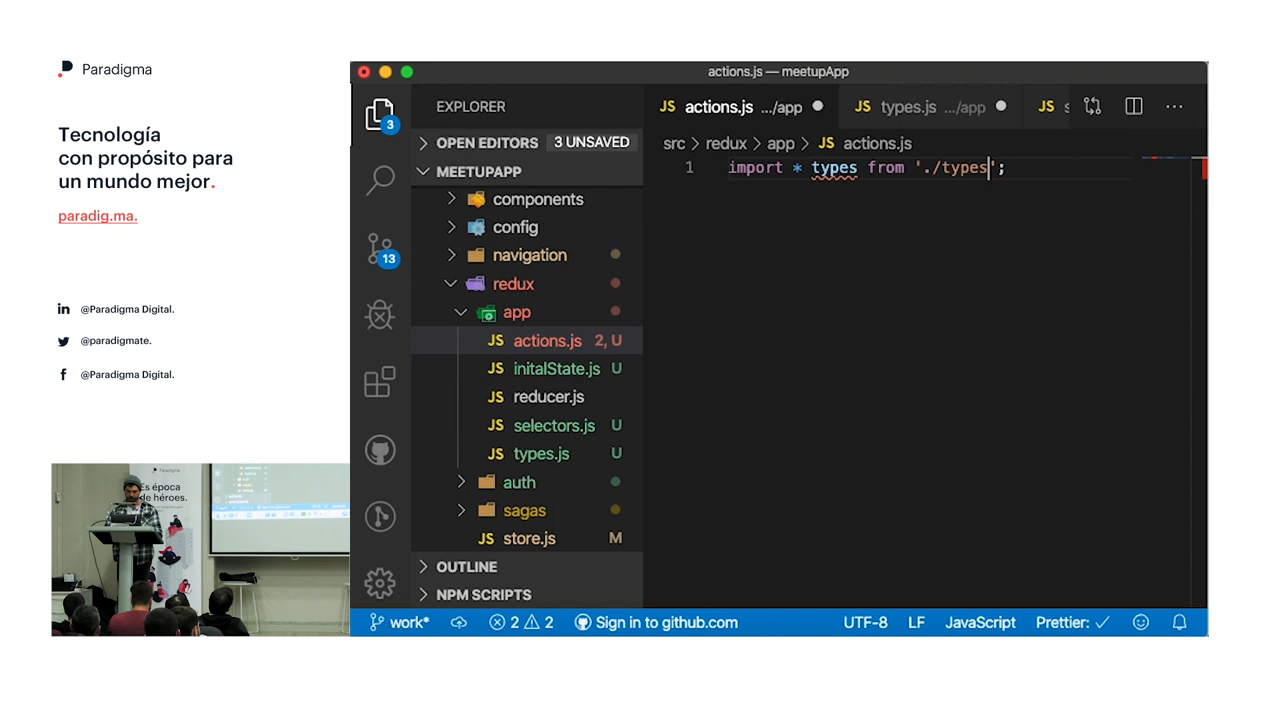 Paradigma
Tecnología
con propósito para
un mundo mejor.
paradig.ma.
in @Paradigma Digital.
@paradigmate.
f @Paradigma Digital.
Paradigma
Es época
de héroes.
actions.js — meetupApp
3
13
EXPLORER
OPEN EDITORS 3 UNSAVED
MEETUPAPP
components
config
navigation
redux
app
JS actions.js 2, U
JS initalState.js U
JS reducer.js
JS selectors.js U
JS types.js U
auth
sagas
JS store.js M
OUTLINE
NPM SCRIPTS
JS actions.js .../app JS types.js .../app JS s ...
src > redux > app > JS actions.js
1 import * types from './types';
work* 2 2 Sign in to github.com UTF-8 LF JavaScript Prettier: ✓